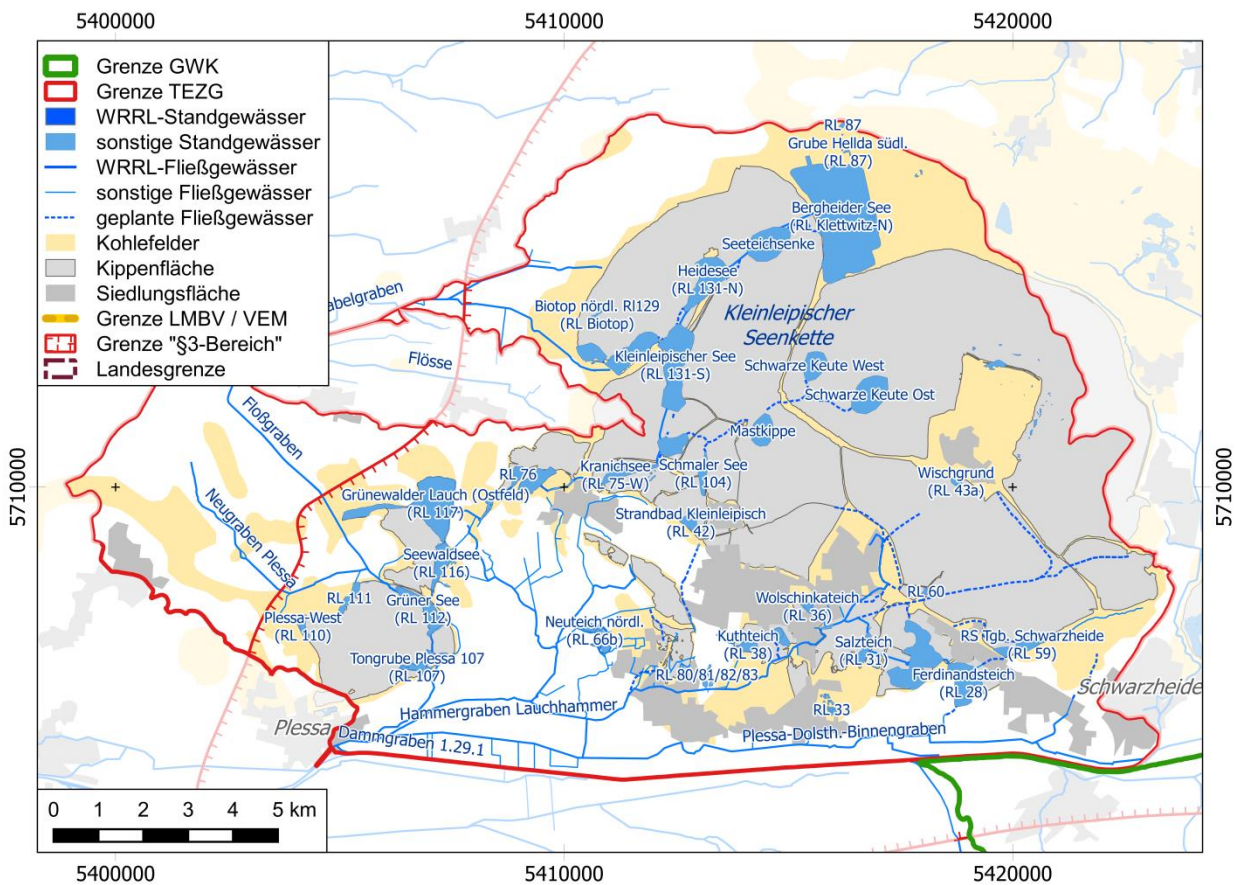 5400000
5410000
5420000
Grenze GWK
Grenze TEZG
WRRL-Standgewässer
sonstige Standgewässer
WRRL-Fließgewässer
sonstige Fließgewässer
geplante Fließgewässer
Kohlefelder
Kippenfläche
Siedlungsfläche
Grenze LMBV / VEM
Grenze "§3-Bereich"
Landesgrenze
RL 87
Grube Hellda südl.
(RL 87)
Bergheider See
(RL Klettwitz-N)
Seeteichsenke
Heidesee
(RL 131-N)
abelgraben
Biotop nördl. Rl129
(RL Biotop)
Kleinleipischer
Seenkette
Flösse
Kleinleipischer See
(RL 131-S)
Schwarze Keute West
Schwarze Keute Ost
Floßgraben
Mastkippe
5710000
5710000
RL 76
Kranichsee
(RL 75-W)
Schmaler See
(RL 104)
Wischgrund
(RL 43a)
Grünewalder Lauch (Ostfeld)
(RL 117)
Neugraben Plessa
Strandbad Kleinleipisch
(RL 42)
Seewaldsee
(RL 116)
RL 111
Grüner See
(RL 112)
Wolschinkateich
(RL 36)
RL 60
Plessa-West
(RL 110)
Neuteich nördl.
(RL 66b)
Kuthteich
(RL 38)
Salzteich
(RL 31)
RS Tgb. Schwarzheide
(RL 59)
Tongrube Plessa 107
(RL 107)
RL 80/81/82/83
Ferdinandsteich
(RL 28)
Schwarzheide
Hammergraben Lauchhammer
RL 33
Plessa
Dammgraben 1.29.1
Plessa-Dolsth.-Binnengraben
0 1 2 3 4 5 km
5400000
5410000
5420000